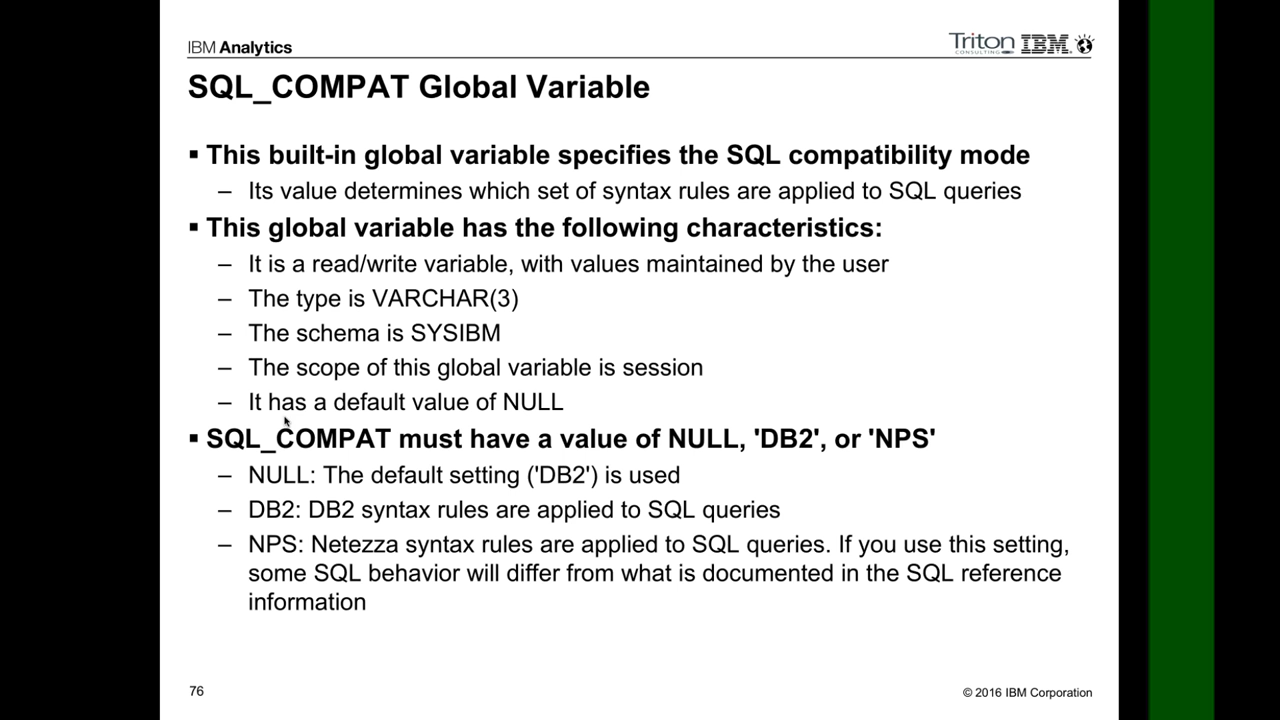 IBM Analytics
Triton IBM
CONSULTING
SQL_COMPAT Global Variable
▪ This built-in global variable specifies the SQL compatibility mode
– Its value determines which set of syntax rules are applied to SQL queries
▪ This global variable has the following characteristics:
– It is a read/write variable, with values maintained by the user
– The type is VARCHAR(3)
– The schema is SYSIBM
– The scope of this global variable is session
– It has a default value of NULL
▪ SQL_COMPAT must have a value of NULL, 'DB2', or 'NPS'
– NULL: The default setting ('DB2') is used
– DB2: DB2 syntax rules are applied to SQL queries
– NPS: Netezza syntax rules are applied to SQL queries. If you use this setting,
some SQL behavior will differ from what is documented in the SQL reference
information
76
© 2016 IBM Corporation